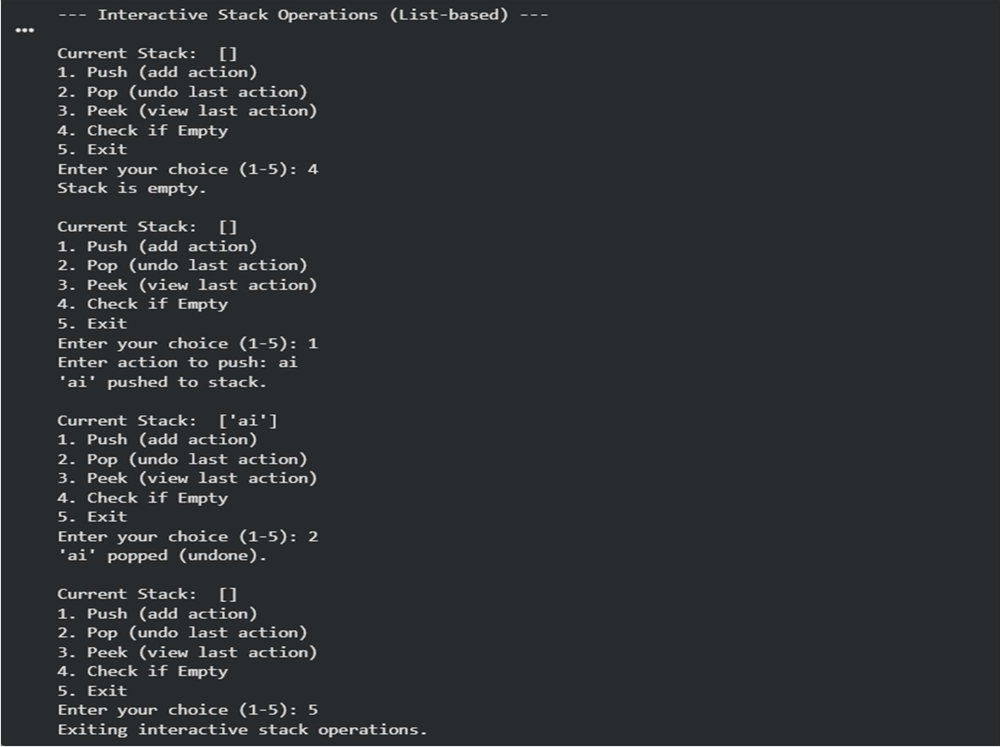 --- Interactive Stack Operations (List-based) ---
Current Stack:  []
1. Push (add action)
2. Pop (undo last action)
3. Peek (view last action)
4. Check if Empty
5. Exit
Enter your choice (1-5): 4
Stack is empty.
Current Stack:  []
1. Push (add action)
2. Pop (undo last action)
3. Peek (view last action)
4. Check if Empty
5. Exit
Enter your choice (1-5): 1
Enter action to push: ai
'ai' pushed to stack.
Current Stack:  ['ai']
1. Push (add action)
2. Pop (undo last action)
3. Peek (view last action)
4. Check if Empty
5. Exit
Enter your choice (1-5): 2
'ai' popped (undone).
Current Stack:  []
1. Push (add action)
2. Pop (undo last action)
3. Peek (view last action)
4. Check if Empty
5. Exit
Enter your choice (1-5): 5
Exiting interactive stack operations.